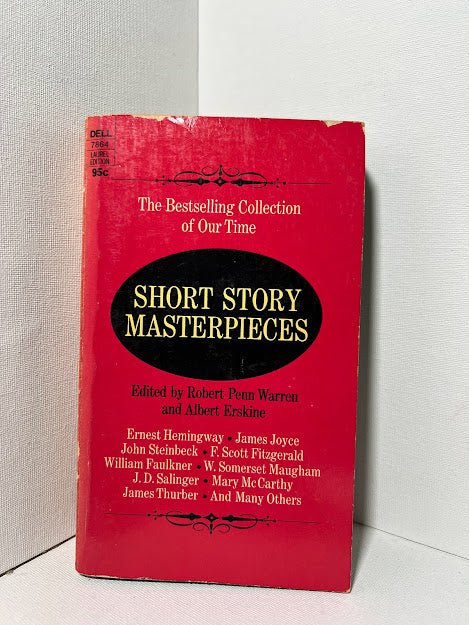 DELL
7864
LAUREL
EDITION
95c
The Bestselling Collection
of Our Time
SHORT STORY
MASTERPIECES
Edited by Robert Penn Warren
and Albert Erskine
Ernest Hemingway • James Joyce
John Steinbeck • F. Scott Fitzgerald
William Faulkner • W. Somerset Maugham
J. D. Salinger • Mary McCarthy
James Thurber • And Many Others